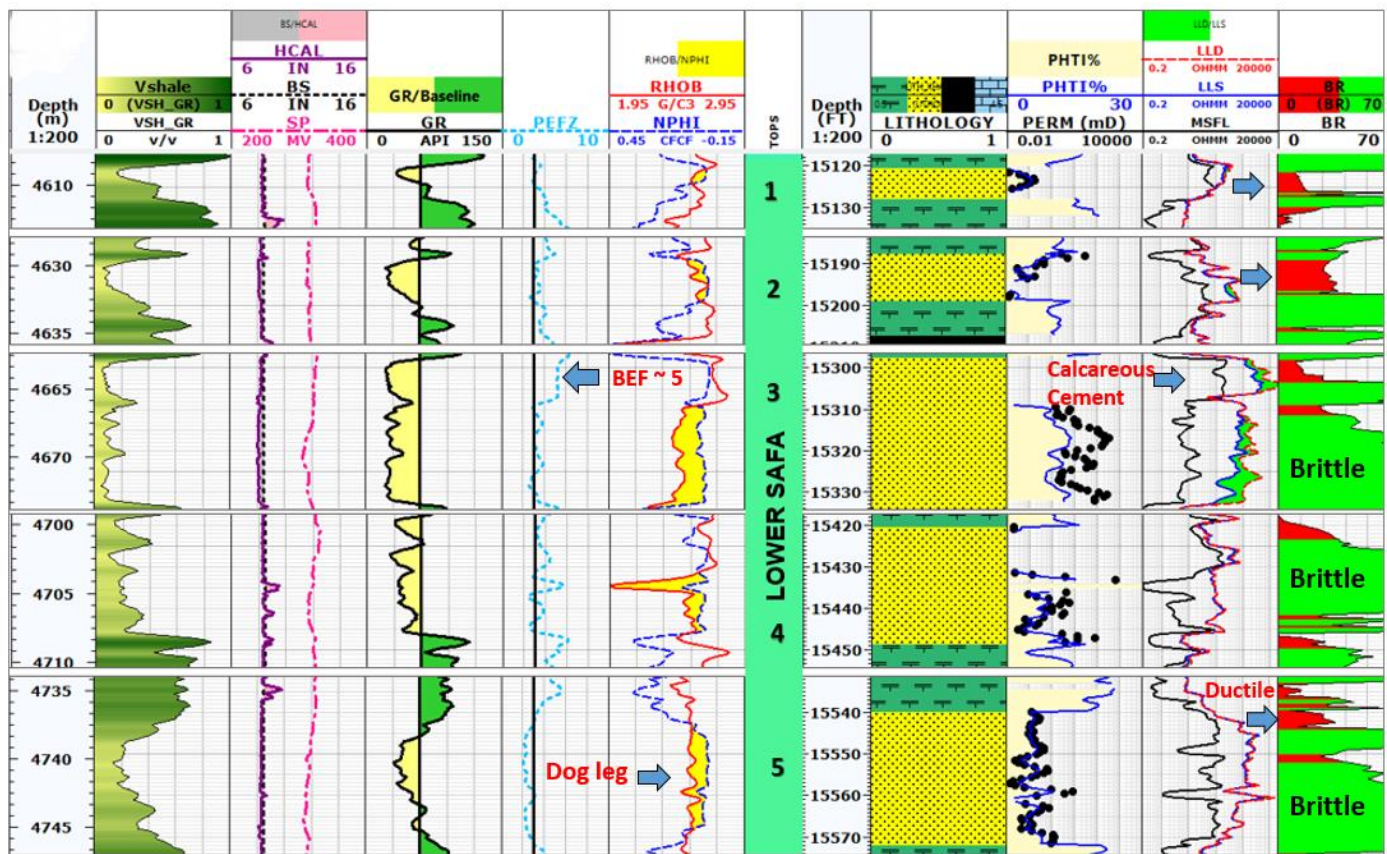 BS/HCAL
HCAL
6 IN 16
BS
6 IN 16
SP
200 MV 400
Depth
(m)
1:200
Vshale
0 (VSH_GR) 1
VSH_GR
0 v/v 1
GR/Baseline
GR
0 API 150
PEFZ
0 10
RHOB/NPHI
RHOB
1.95 G/C3 2.95
NPHI
0.45 CFCF -0.15
TOPS
Depth
(FT)
1:200
LITHOLOGY
0 1
PHTI%
PHTI%
0 30
PERM (mD)
0.01 10000
LLD/LLS
LLD
0.2 OHMM 20000
LLS
0.2 OHMM 20000
MSFL
0.2 OHMM 20000
BR
0 (BR) 70
BR
0 70
4610
1
15120
15130
4630
4635
2
15190
15200
15210
4665
4670
BEF ~ 5
3
15300
15310
15320
15330
Calcareous
Cement
Brittle
LOWER SAFA
4700
4705
4710
4
15420
15430
15440
15450
Brittle
4735
4740
4745
Dog leg
5
15540
15550
15560
15570
Ductile
Brittle